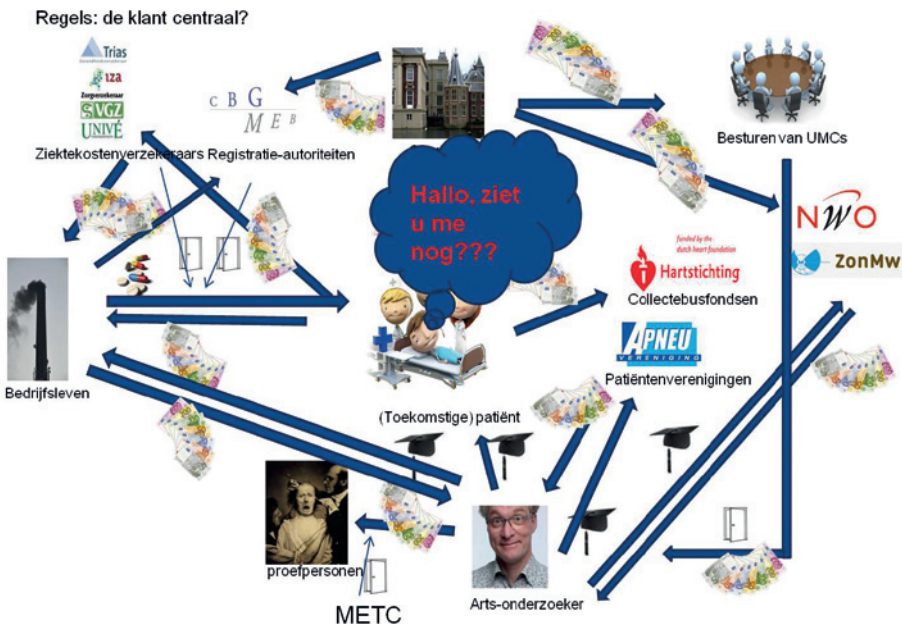 Regels: de klant centraal?
Trias
iza
Zorgverzekeraar
VGZ
UNIVÉ
Ziektekostenverzekeraars
CBG
MEB
Registratie-autoriteiten
Besturen van UMCs
Hallo, ziet
u me
nog???
NWO
ZonMw
funded by the
dutch heart foundation
Hartstichting
Collectebusfondsen
APNEU
VERENIGING
Patiëntenverenigingen
Bedrijfsleven
(Toekomstige) patiënt
proefpersonen
METC
Arts-onderzoeker